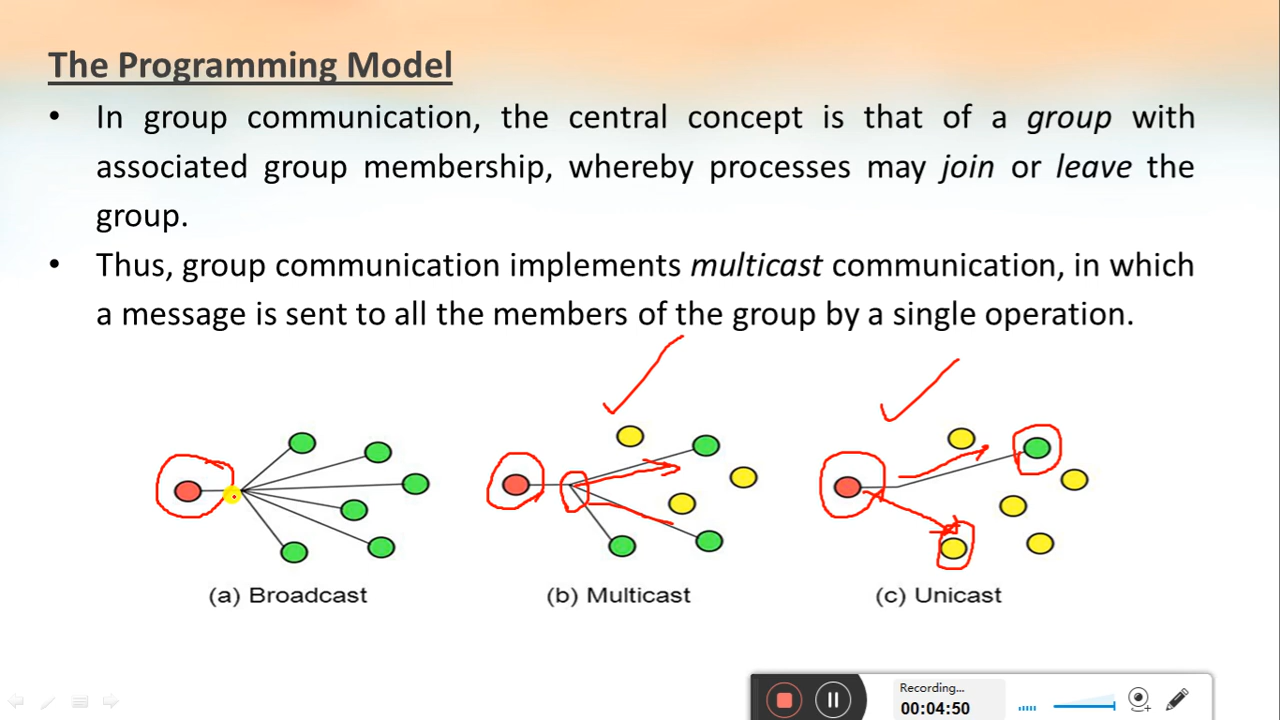 The Programming Model
• In group communication, the central concept is that of a group with
associated group membership, whereby processes may join or leave the
group.
• Thus, group communication implements multicast communication, in which
a message is sent to all the members of the group by a single operation.
(a) Broadcast
(b) Multicast
(c) Unicast
Recording...
00:04:50